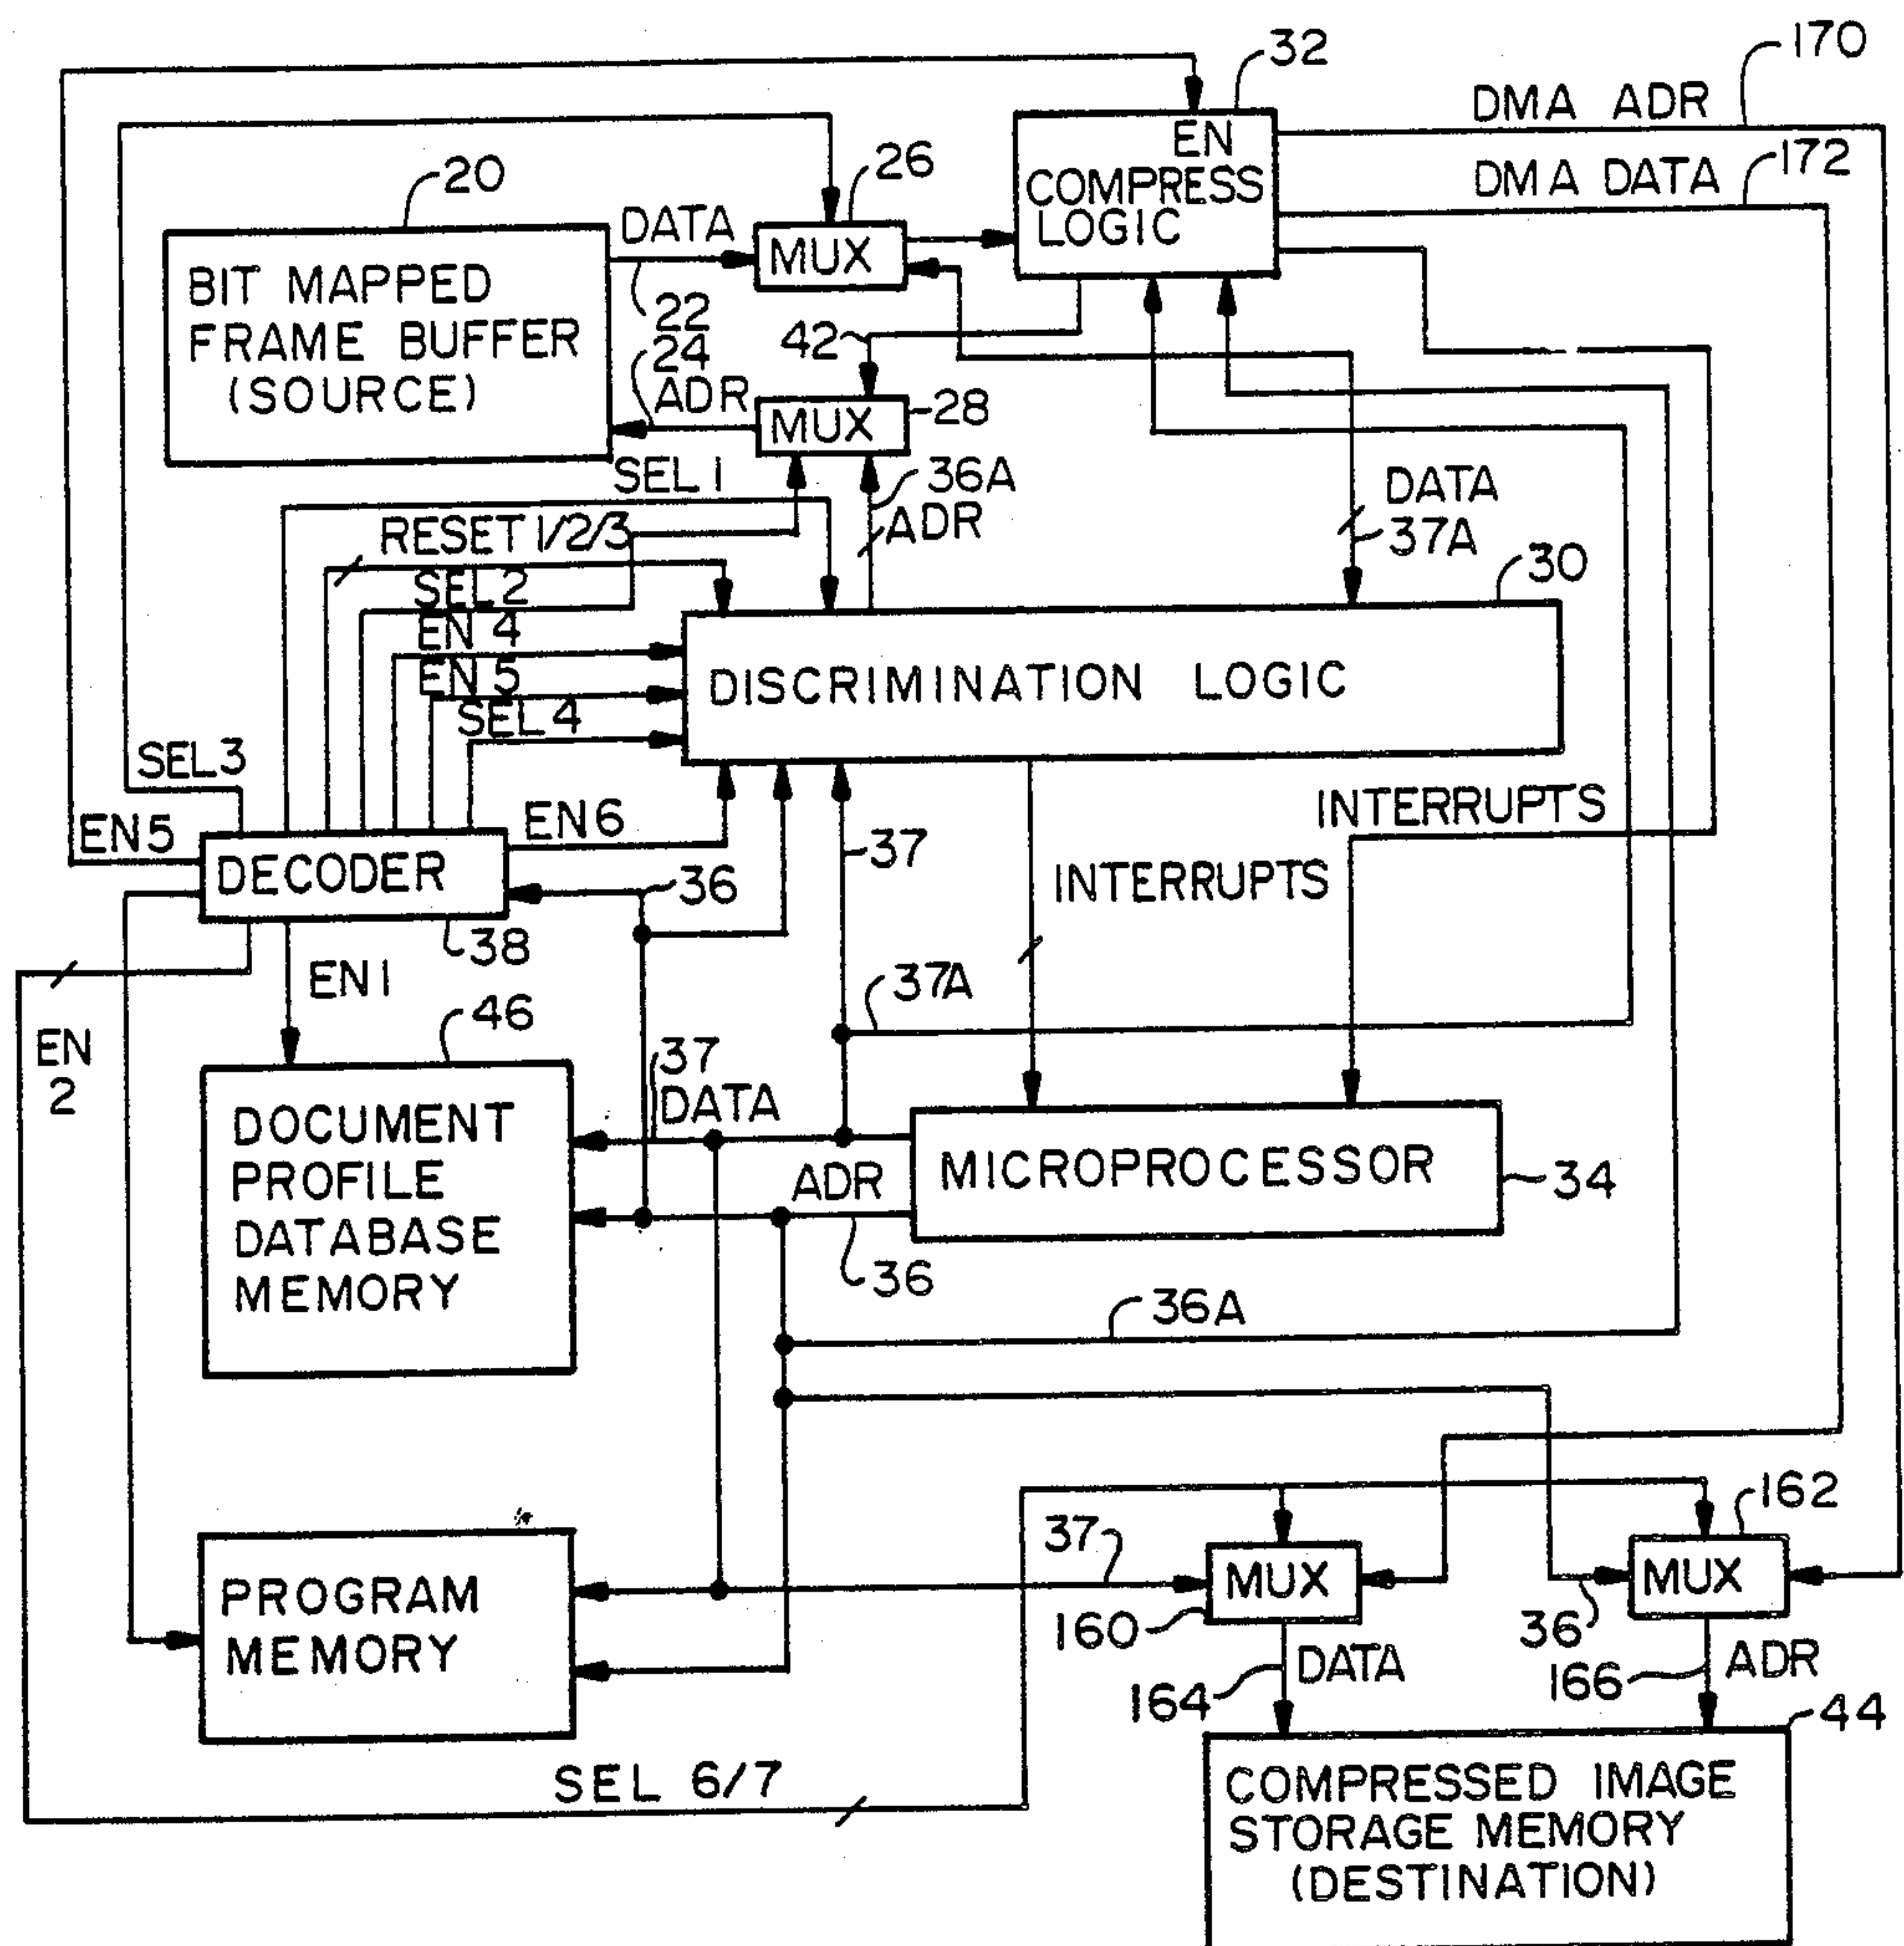 32
170
DMA ADR
EN
COMPRESS
LOGIC
172
DMA DATA
26
20
DATA
MUX
BIT MAPPED
FRAME BUFFER
(SOURCE)
22
24
ADR
42
MUX
28
SEL 1
36A
ADR
DATA
37A
RESET 1/2/3
SEL2
EN 4
EN 5
SEL 4
30
DISCRIMINATION LOGIC
SEL3
EN5
EN6
INTERRUPTS
DECODER
37
36
INTERRUPTS
38
EN1
37A
EN
2
46
37
DATA
DOCUMENT
PROFILE
DATABASE
MEMORY
ADR
MICROPROCESSOR
34
36
36A
162
37
MUX
MUX
PROGRAM
MEMORY
160
36
DATA
ADR
164
166
44
SEL 6/7
COMPRESSED IMAGE
STORAGE MEMORY
(DESTINATION)